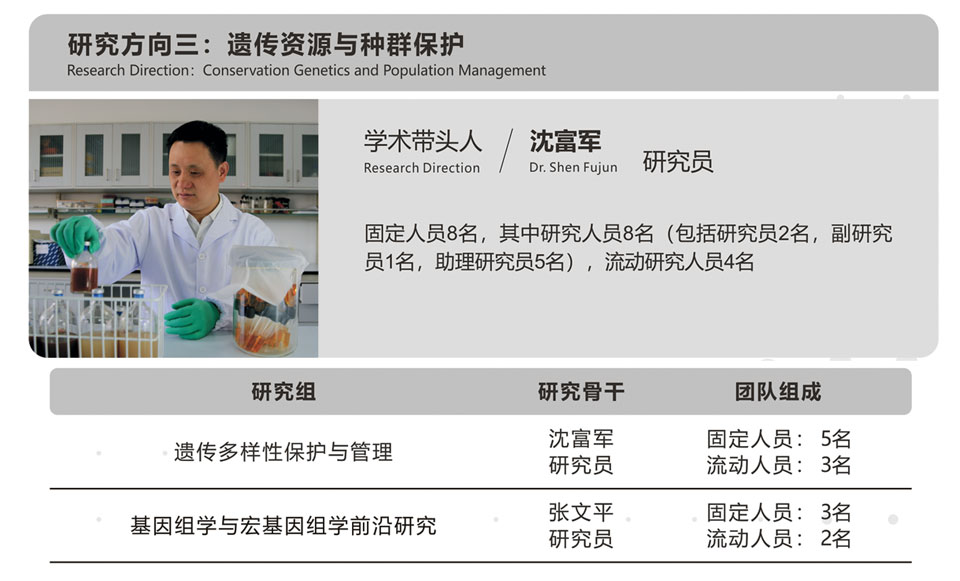 研究方向三：遗传资源与种群保护
Research Direction: Conservation Genetics and Population Management
学术带头人 / 沈富军 研究员
Research Direction Dr. Shen Fujun
固定人员8名，其中研究人员8名（包括研究员2名，副研究
员1名，助理研究员5名），流动研究人员4名
研究组 研究骨干 团队组成
遗传多样性保护与管理
沈富军
研究员
固定人员： 5名
流动人员： 3名
基因组学与宏基因组学前沿研究
张文平
研究员
固定人员： 3名
流动人员： 2名